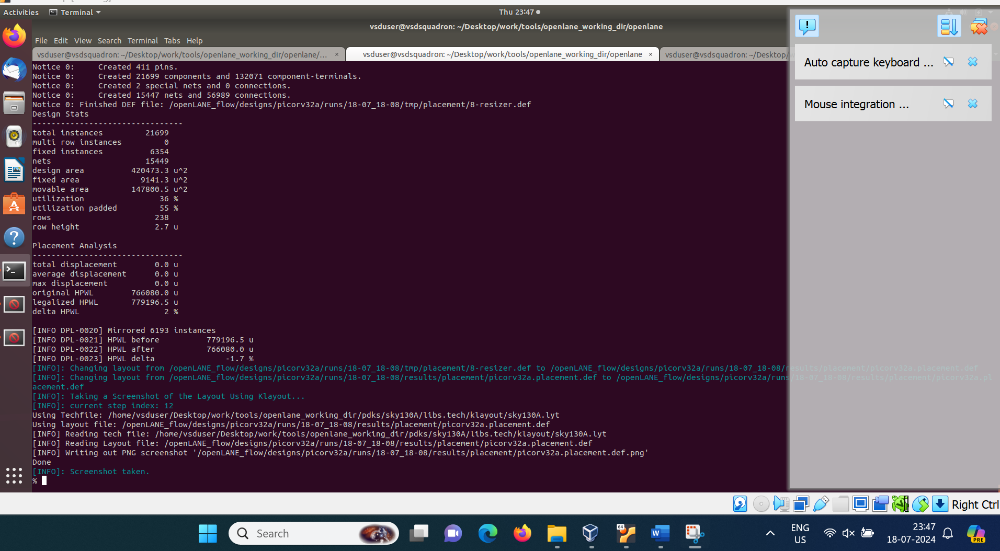 Activities Terminal Thu 23:47
vsduser@vsdsquadron: ~/Desktop/work/tools/openlane_working_dir/openlane
File Edit View Search Terminal Tabs Help
vsduser@vsdsquadron: ~/Desktop/work/tools/openlane_working_dir/openlane/... × vsduser@vsdsquadron: ~/Desktop/work/tools/openlane_working_dir/openlane × vsduser@vsdsquadron: ~/Desktop/w
Notice 0:     Created 411 pins.
Notice 0:     Created 21699 components and 132071 component-terminals.
Notice 0:     Created 2 special nets and 0 connections.
Notice 0:     Created 15447 nets and 56989 connections.
Notice 0: Finished DEF file: /openLANE_flow/designs/picorv32a/runs/18-07_18-08/tmp/placement/8-resizer.def
Design Stats
--------------------------------
total instances         21699
multi row instances         0
fixed instances          6354
nets                    15449
design area          420473.3 u^2
fixed area             9141.3 u^2
movable area         147800.5 u^2
utilization                36 %
utilization padded         55 %
rows                      238
row height                2.7 u
Placement Analysis
--------------------------------
total displacement        0.0 u
average displacement      0.0 u
max displacement          0.0 u
original HPWL        766080.0 u
legalized HPWL       779196.5 u
delta HPWL                  2 %
[INFO DPL-0020] Mirrored 6193 instances
[INFO DPL-0021] HPWL before          779196.5 u
[INFO DPL-0022] HPWL after           766080.0 u
[INFO DPL-0023] HPWL delta               -1.7 %
[INFO]: Changing layout from /openLANE_flow/designs/picorv32a/runs/18-07_18-08/tmp/placement/8-resizer.def to /openLANE_flow/designs/picorv32a/runs/18-07_18-08/results/placement/picorv32a.placement.def
[INFO]: Changing layout from /openLANE_flow/designs/picorv32a/runs/18-07_18-08/results/placement/picorv32a.placement.def to /openLANE_flow/designs/picorv32a/runs/18-07_18-08/results/placement/picorv32a.pl
acement.def
[INFO]: Taking a Screenshot of the Layout Using Klayout...
[INFO]: current step index: 12
Using Techfile: /home/vsduser/Desktop/work/tools/openlane_working_dir/pdks/sky130A/libs.tech/klayout/sky130A.lyt
Using layout file: /openLANE_flow/designs/picorv32a/runs/18-07_18-08/results/placement/picorv32a.placement.def
[INFO] Reading tech file: /home/vsduser/Desktop/work/tools/openlane_working_dir/pdks/sky130A/libs.tech/klayout/sky130A.lyt
[INFO] Reading Layout file: /openLANE_flow/designs/picorv32a/runs/18-07_18-08/results/placement/picorv32a.placement.def
[INFO] Writing out PNG screenshot '/openLANE_flow/designs/picorv32a/runs/18-07_18-08/results/placement/picorv32a.placement.def.png'
Done
[INFO]: Screenshot taken.
%
Auto capture keyboard ...
Mouse integration ...
Right Ctrl
Search
64
PRE
ENG
US
23:47
18-07-2024